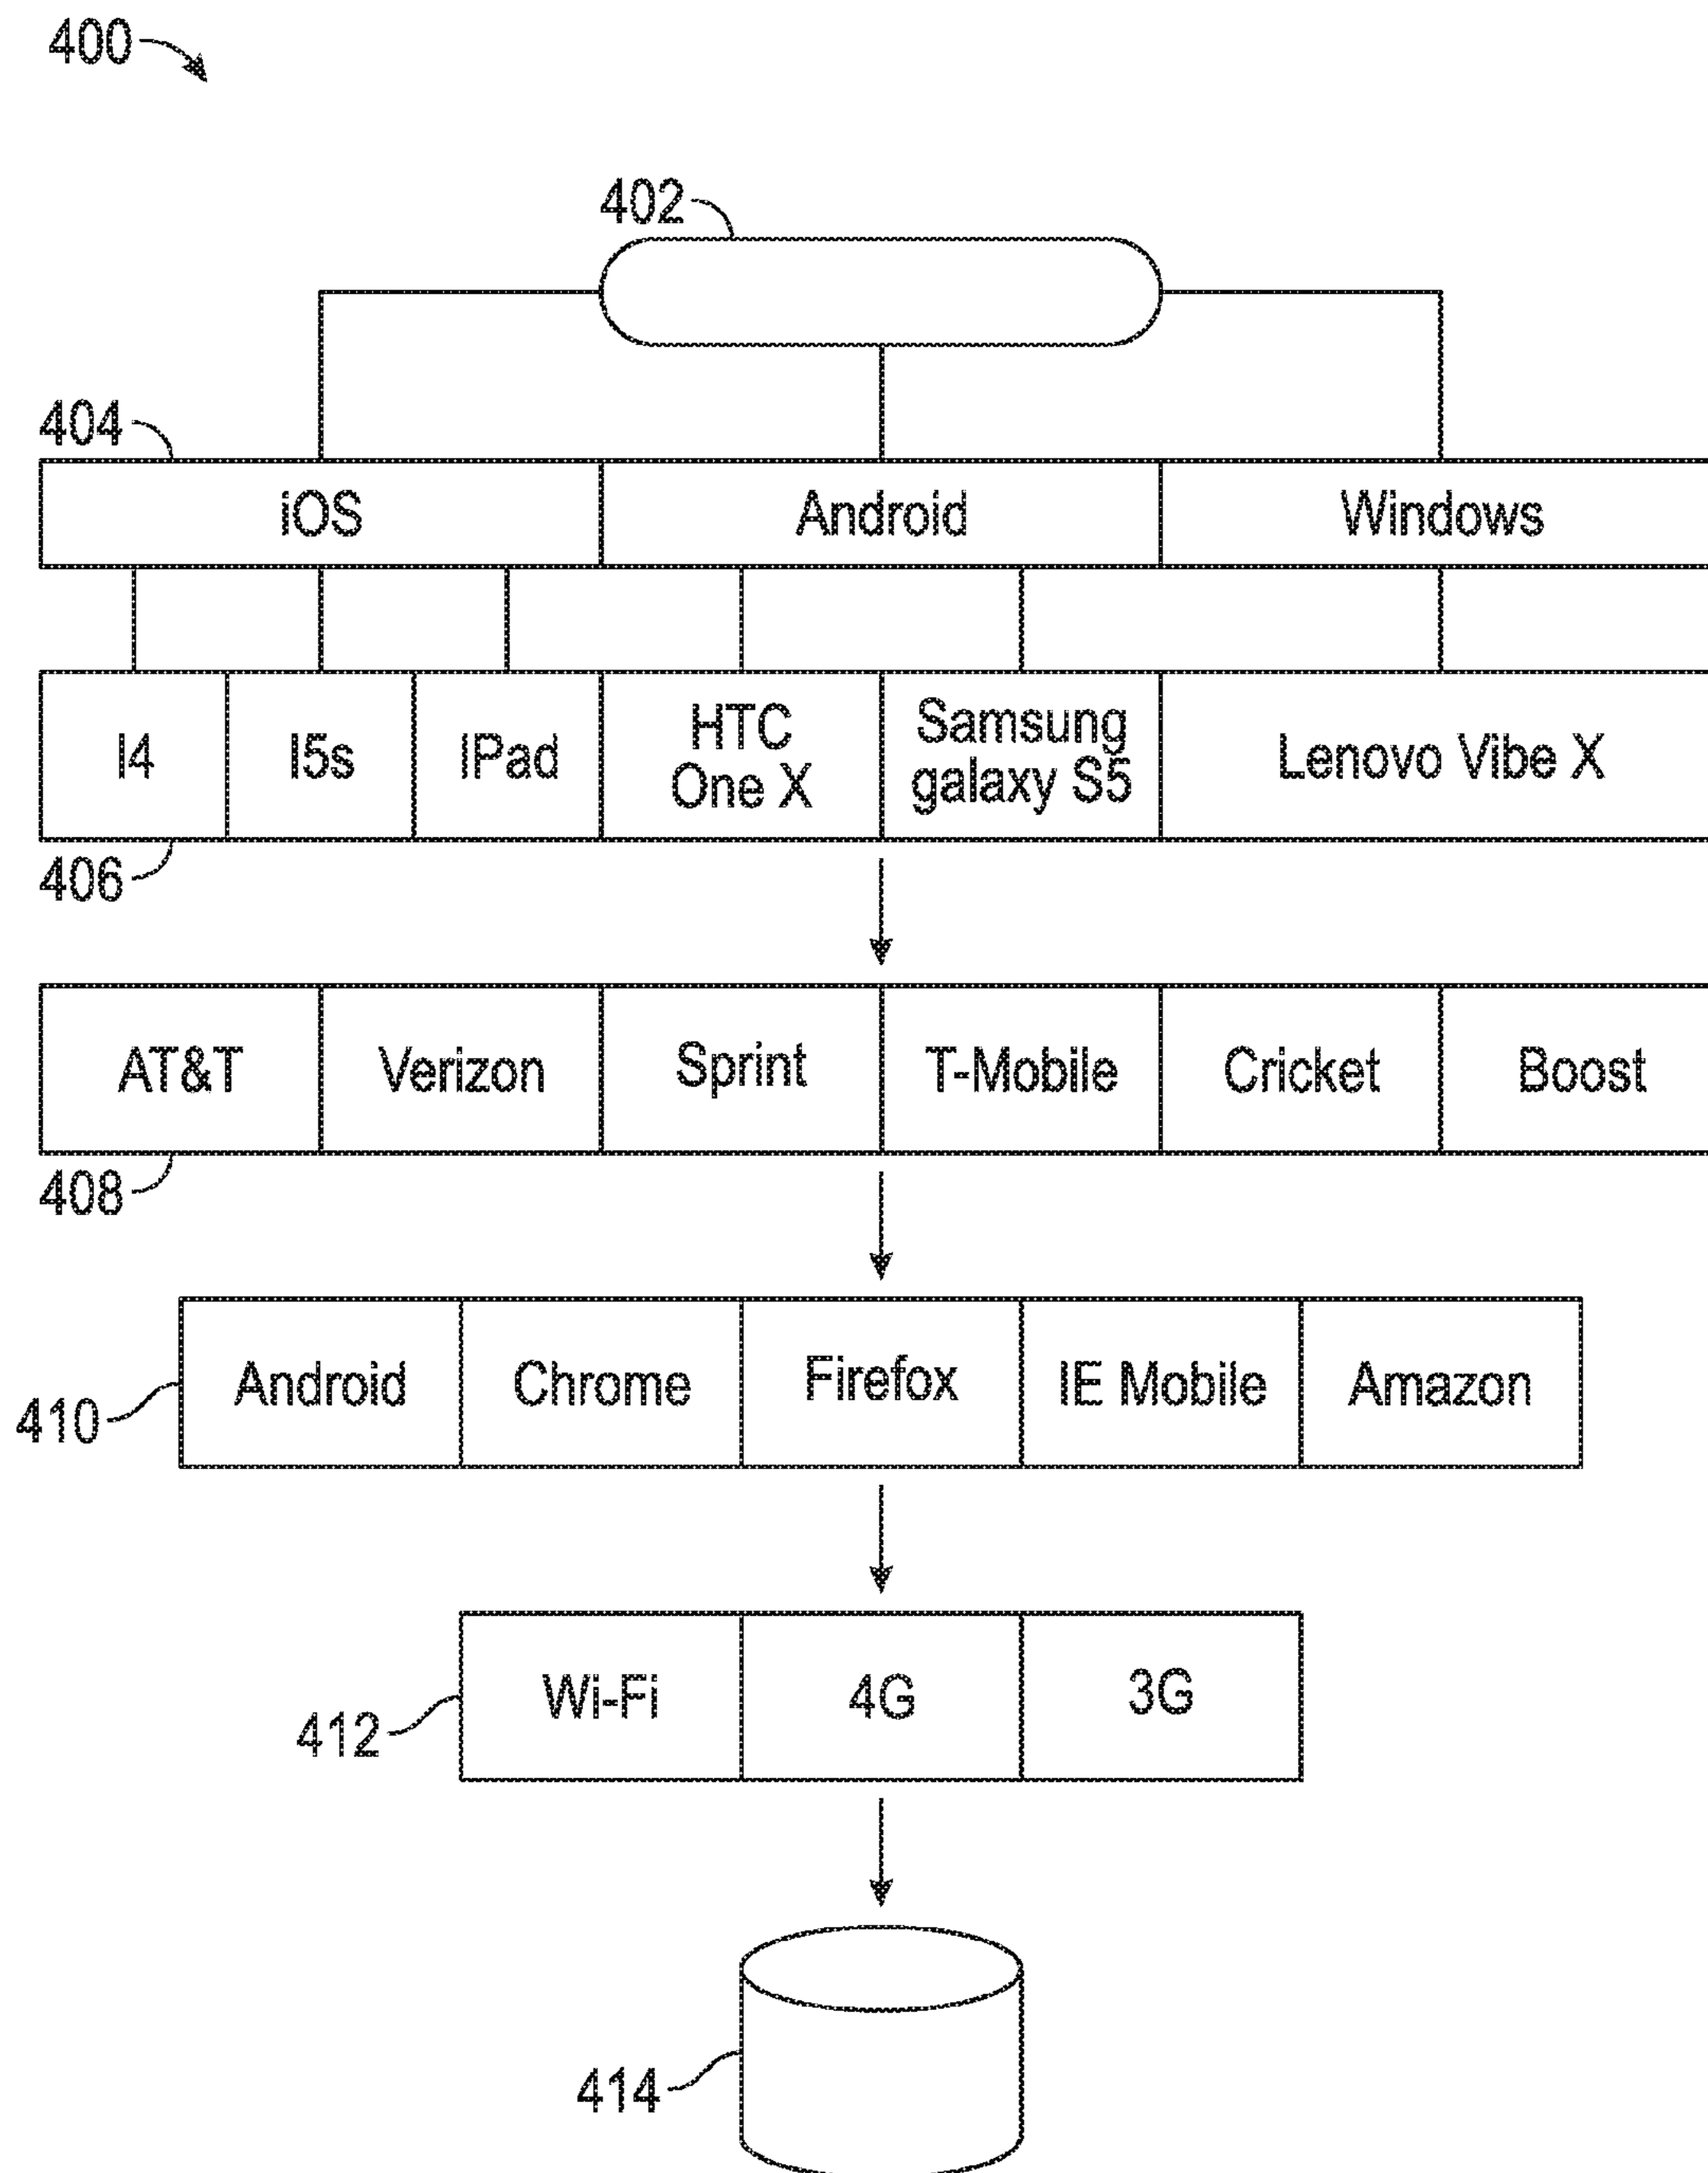 400
402
404
iOS Android Windows
I4 I5s IPad HTC One X Samsung galaxy S5 Lenovo Vibe X
406
AT&T Verizon Sprint T-Mobile Cricket Boost
408
Android Chrome Firefox IE Mobile Amazon
410
Wi-Fi 4G 3G
412
414